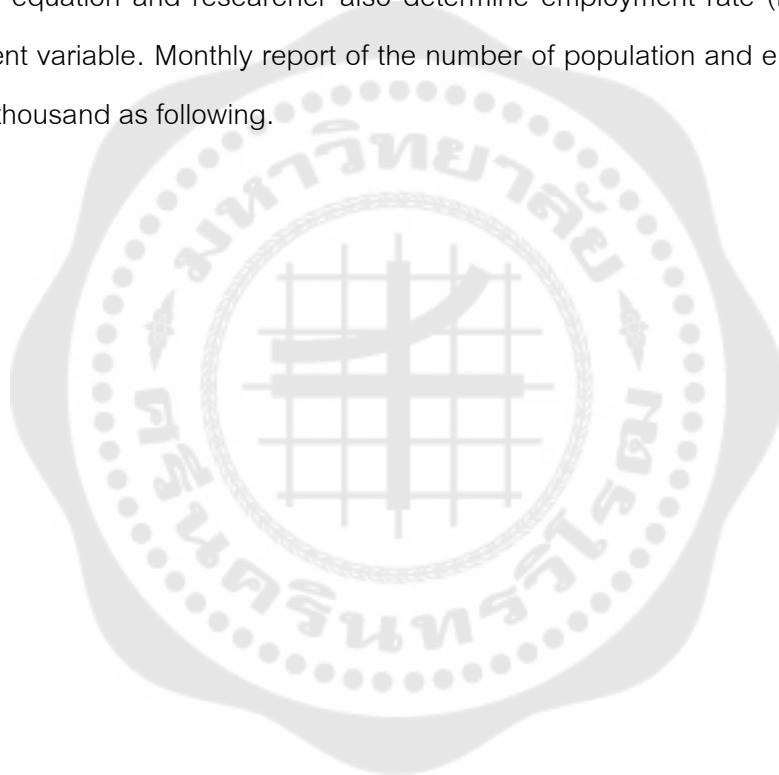 equation and researcher also determine employment rate
ent variable. Monthly report of the number of population and e
thousand as following.
มหาวิทยาลัย
ศรีนครินทรวิโรฒ